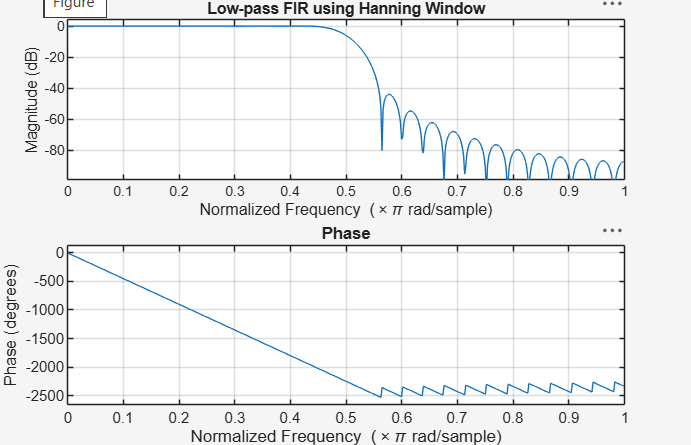 Figure
Low-pass FIR using Hanning Window
Magnitude (dB)
0
-20
-40
-60
-80
0 0.1 0.2 0.3 0.4 0.5 0.6 0.7 0.8 0.9 1
Normalized Frequency (× π rad/sample)
Phase
Phase (degrees)
0
-500
-1000
-1500
-2000
-2500
0 0.1 0.2 0.3 0.4 0.5 0.6 0.7 0.8 0.9 1
Normalized Frequency (× π rad/sample)